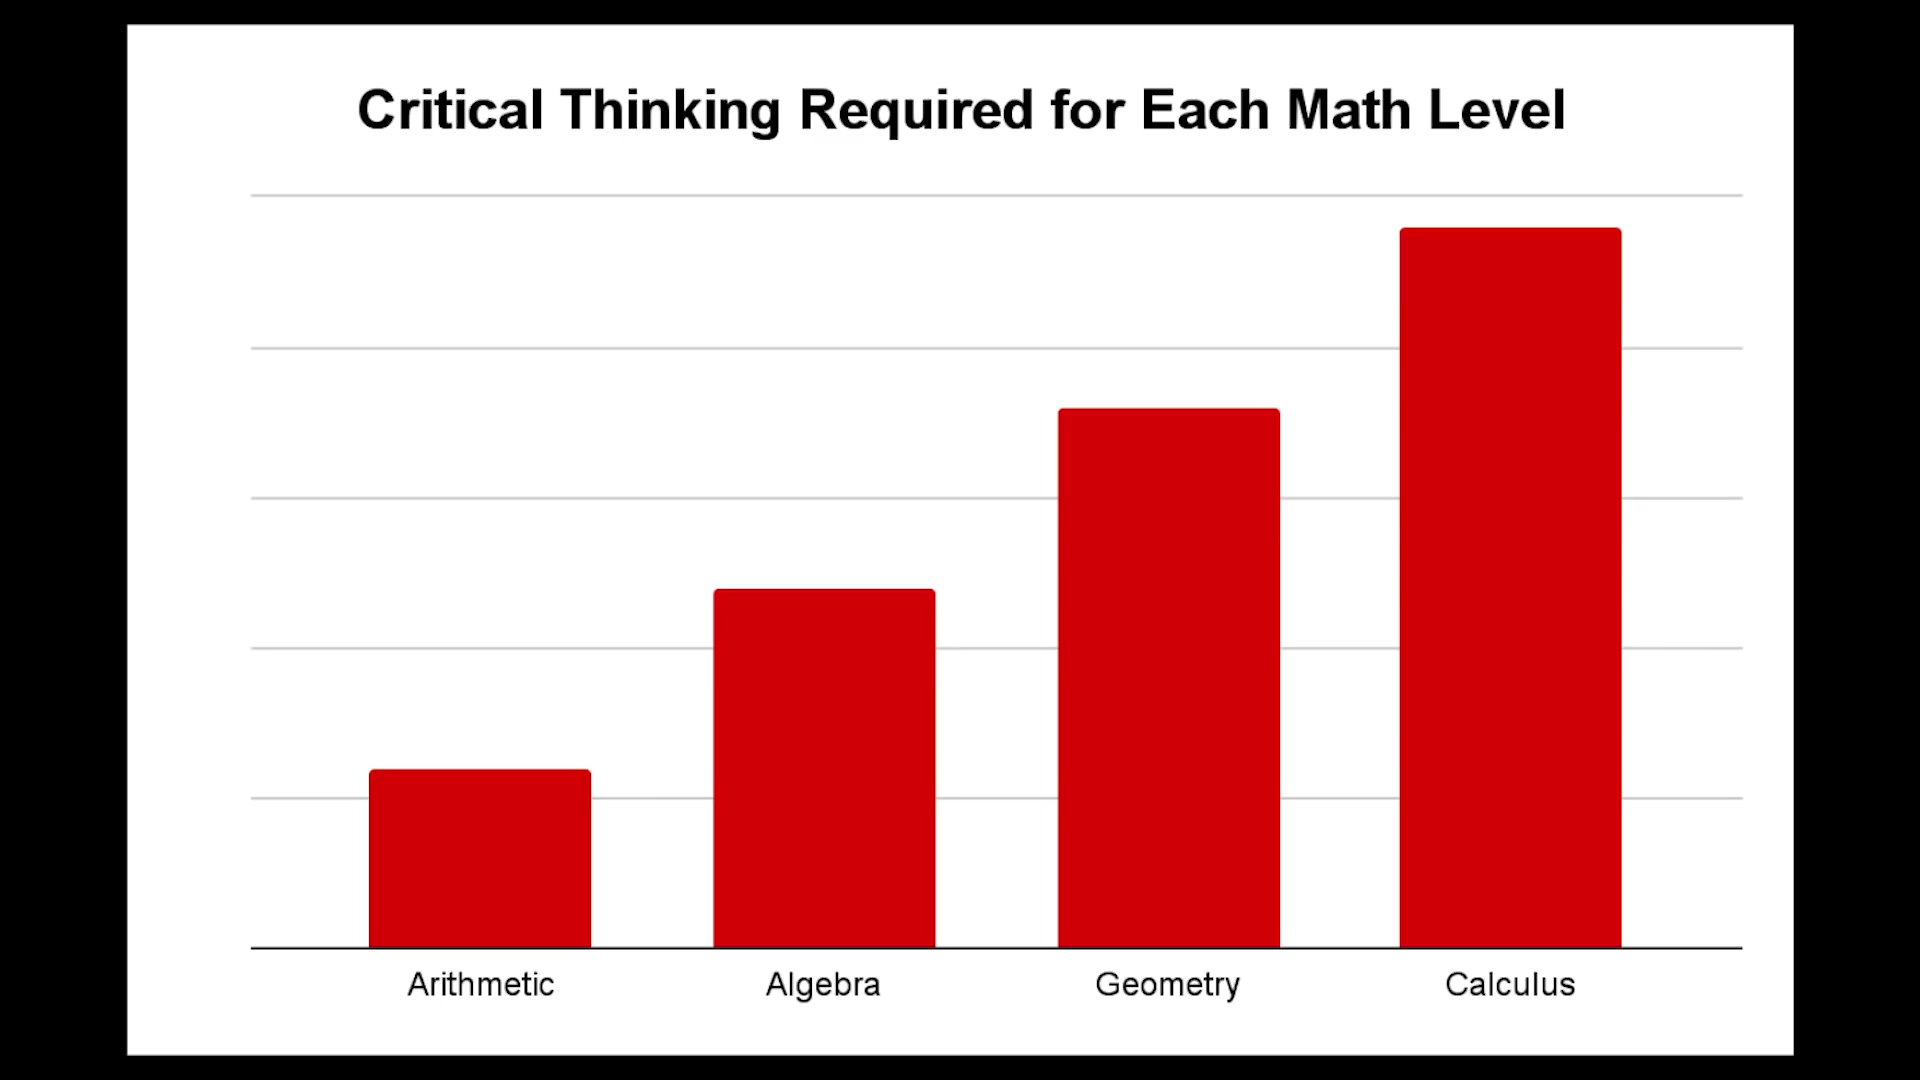 Critical Thinking Required for Each Math Level
Arithmetic
Algebra
Geometry
Calculus